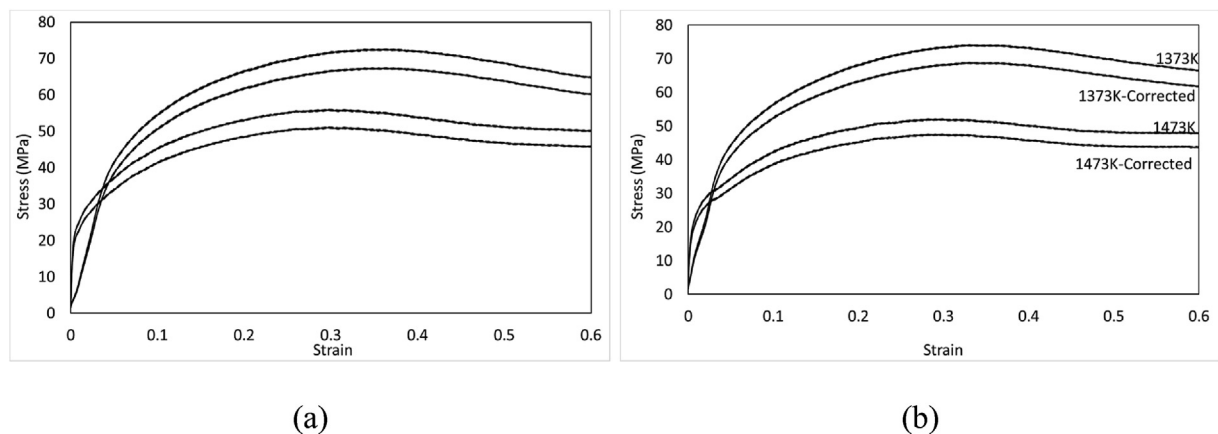 80
70
60
50
40
30
20
10
0
Stress (MPa)
0 0.1 0.2 0.3 0.4 0.5 0.6
Strain
(a)
80
70
60
50
40
30
20
10
0
Stress (MPa)
1373K
1373K-Corrected
1473K
1473K-Corrected
0 0.1 0.2 0.3 0.4 0.5 0.6
Strain
(b)